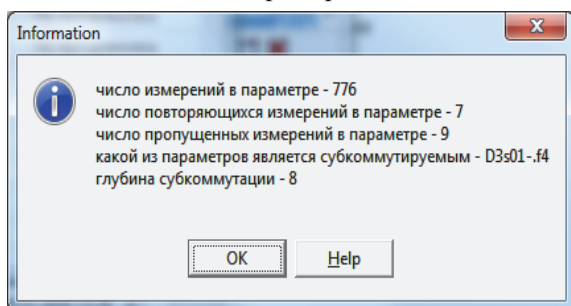 Information
число измерений в параметре - 776
число повторяющихся измерений в параметре - 7
число пропущенных измерений в параметре - 9
какой из параметров является субкоммутируемым - D3s01-.f4
глубина субкоммутации - 8
OK
Help